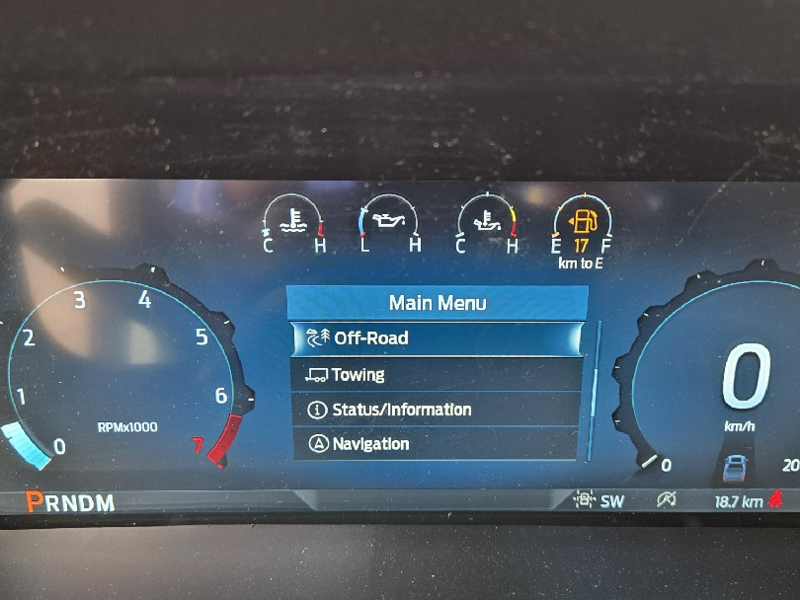 C H L H C H E 17 F
km to E
Main Menu
Off-Road
Towing
Status/Information
Navigation
0 1 2 3 4 5 6 7
RPMx1000
0
km/h
0 20
PRNDM
SW
18.7 km